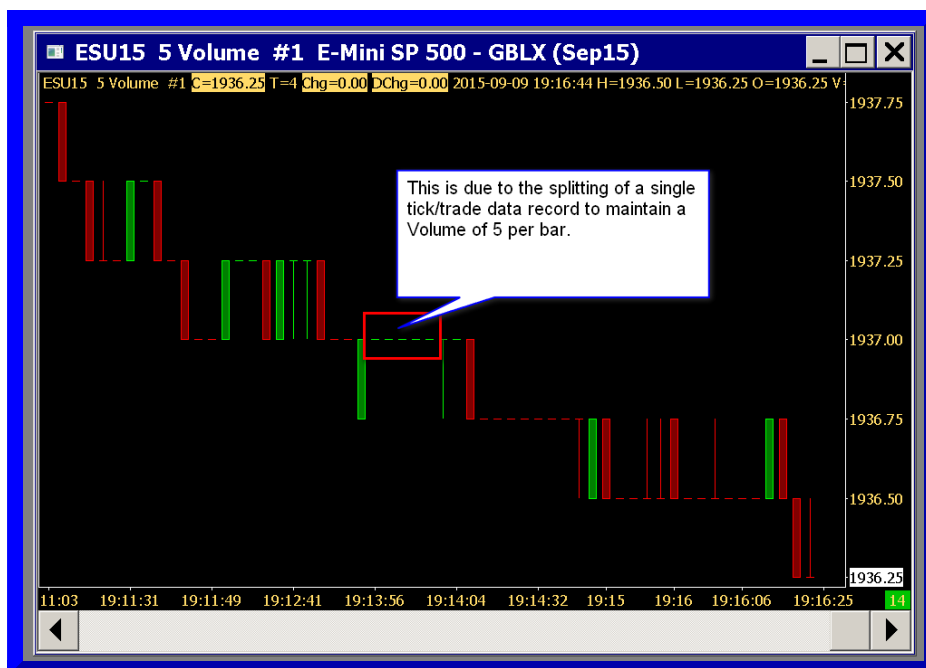 ESU15 5 Volume #1 E-Mini SP 500 - GBLX (Sep15)
ESU15 5 Volume #1 C=1936.25 T=4 Chg=0.00 DChg=0.00 2015-09-09 19:16:44 H=1936.50 L=1936.25 O=1936.25 V
1937.75
This is due to the splitting of a single
tick/trade data record to maintain a
Volume of 5 per bar.
1937.50
1937.25
1937.00
1936.75
1936.50
1936.25
11:03 19:11:31 19:11:49 19:12:41 19:13:56 19:14:04 19:14:32 19:15 19:16 19:16:06 19:16:25 14